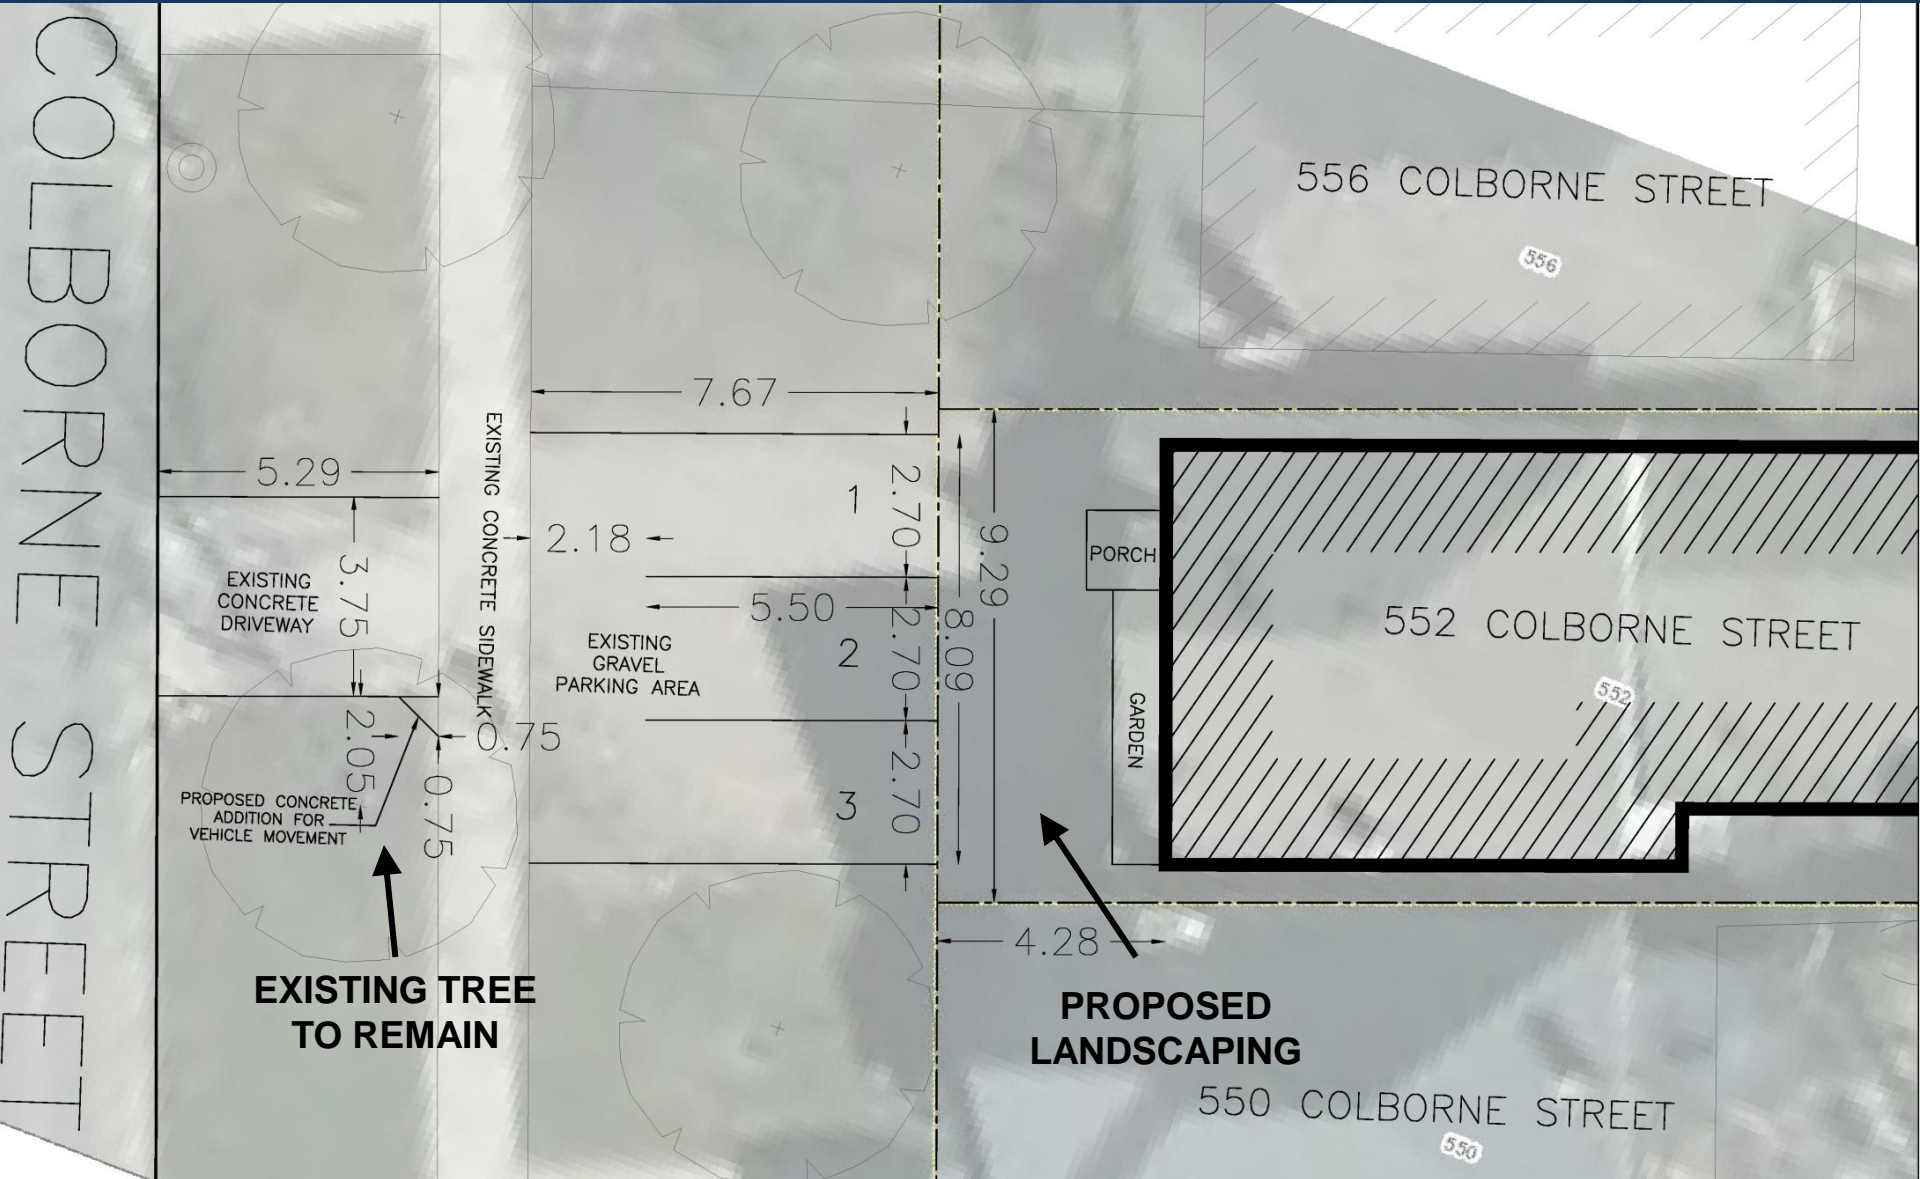 COLBORNE STREET
556 COLBORNE STREET
556
7.67
5.29
EXISTING CONCRETE SIDEWALK
2.70
1
9.29
2.18
PORCH
3.75
EXISTING
CONCRETE
DRIVEWAY
5.50
2.70
8.09
552 COLBORNE STREET
552
EXISTING
GRAVEL
PARKING AREA
2
GARDEN
2.05
0.75
0.75
2.70
3
PROPOSED CONCRETE
ADDITION FOR
VEHICLE MOVEMENT
4.28
EXISTING TREE
TO REMAIN
PROPOSED
LANDSCAPING
550 COLBORNE STREET
550